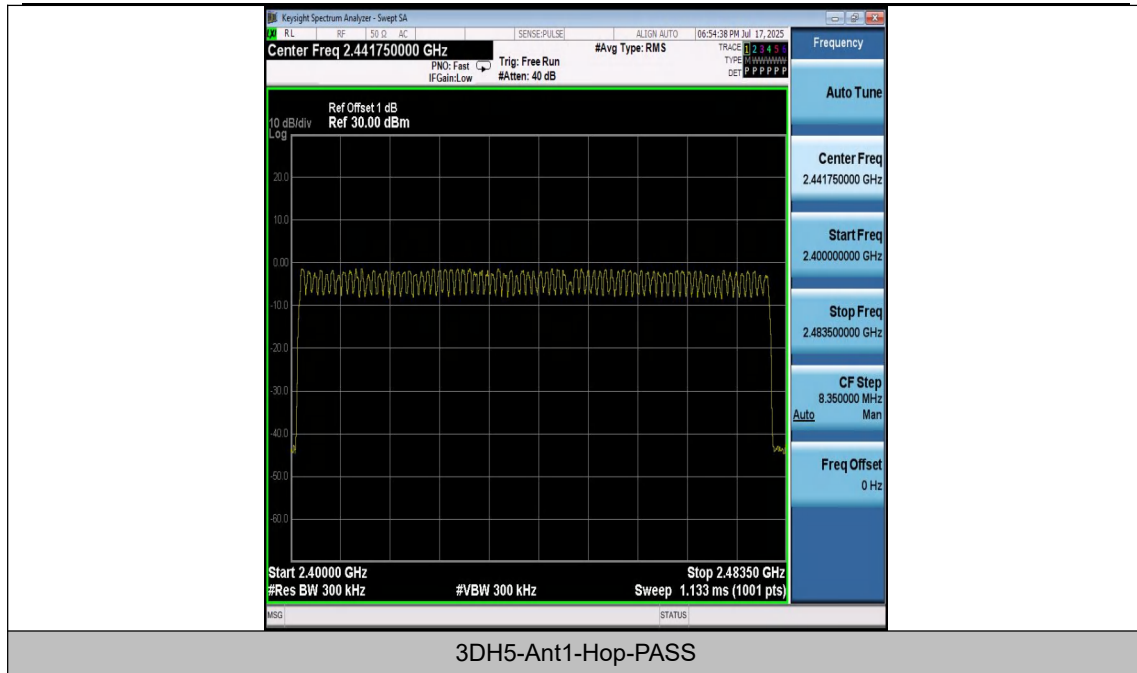 Keysight Spectrum Analyzer - Swept SA
RL RF 50 Ω AC SENSE:PULSE ALIGN AUTO 06:54:38 PM Jul 17, 2025
Center Freq 2.441750000 GHz #Avg Type: RMS TRACE 1 2 3 4 5 6
PNO: Fast Trig: Free Run TYPE M WWWWW
IFGain:Low #Atten: 40 dB DET P P P P P P
Frequency
Auto Tune
Ref Offset 1 dB
10 dB/div Ref 30.00 dBm
Log
Center Freq
2.441750000 GHz
20.0
10.0
Start Freq
2.400000000 GHz
0.00
-10.0
Stop Freq
2.483500000 GHz
-20.0
-30.0
CF Step
8.350000 MHz
Auto Man
-40.0
Freq Offset
0 Hz
-50.0
-60.0
Start 2.40000 GHz Stop 2.48350 GHz
#Res BW 300 kHz #VBW 300 kHz Sweep 1.133 ms (1001 pts)
MSG STATUS
3DH5-Ant1-Hop-PASS